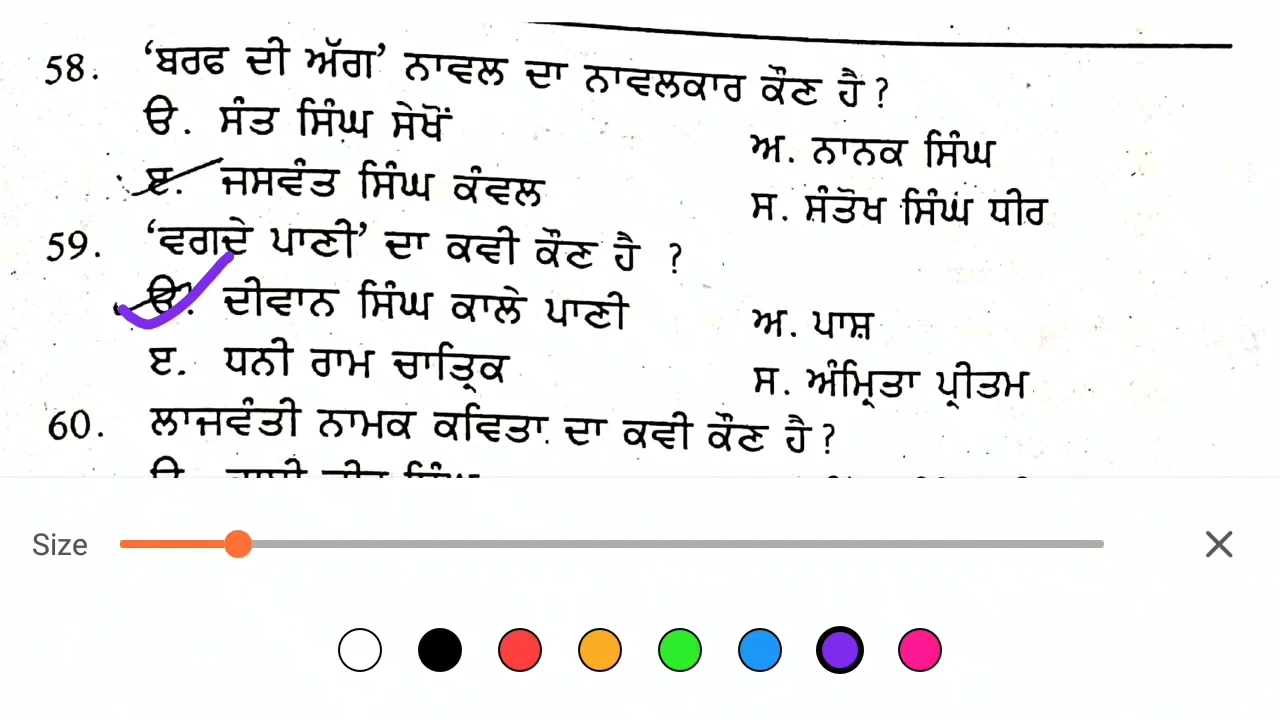 58. ‘ਬਰਫ ਦੀ ਅੱਗ’ ਨਾਵਲ ਦਾ ਨਾਵਲਕਾਰ ਕੌਣ ਹੈ ?
ੳ. ਸੰਤ ਸਿੰਘ ਸੇਖੋਂ
ਅ. ਨਾਨਕ ਸਿੰਘ
ੲ. ਜਸਵੰਤ ਸਿੰਘ ਕੰਵਲ
ਸ. ਸੰਤੋਖ ਸਿੰਘ ਧੀਰ
59. ‘ਵਗਦੇ ਪਾਣੀ’ ਦਾ ਕਵੀ ਕੌਣ ਹੈ ?
ੳ. ਦੀਵਾਨ ਸਿੰਘ ਕਾਲੇ ਪਾਣੀ
ਅ. ਪਾਸ਼
ੲ. ਧਨੀ ਰਾਮ ਚਾਤ੍ਰਿਕ
ਸ. ਅੰਮ੍ਰਿਤਾ ਪ੍ਰੀਤਮ
60. ਲਾਜਵੰਤੀ ਨਾਮਕ ਕਵਿਤਾ ਦਾ ਕਵੀ ਕੌਣ ਹੈ ?
Size